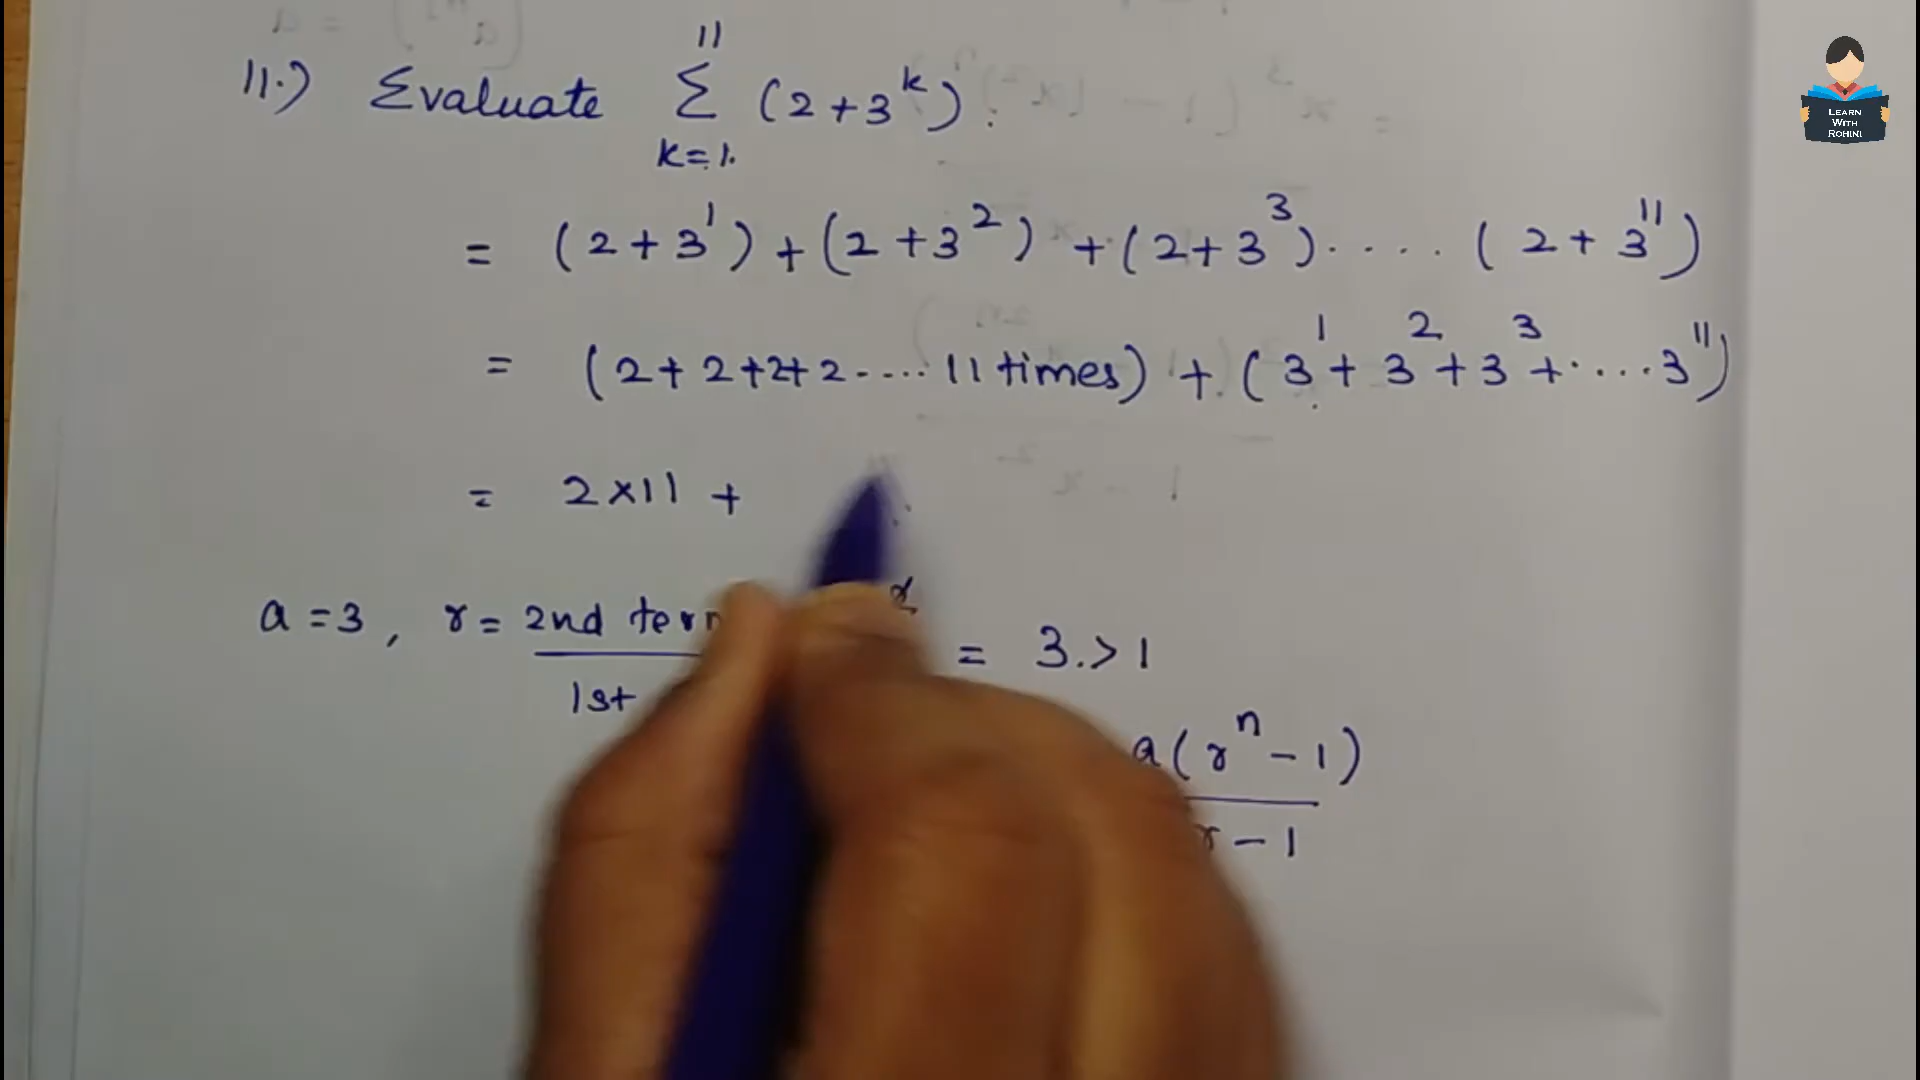 11.) Evaluate 11 Σ k=1. (2+3^k).
= (2+3^1)+(2+3^2)+(2+3^3).....(2+3^11)
= (2+2+2+2.....11 times)+(3^1+3^2+3^3+.....3^11)
= 2×11 +
a=3, r= 2nd / 1st = 3.>1
a(r^n-1) / r-1
LEARN
WITH
ROHINI